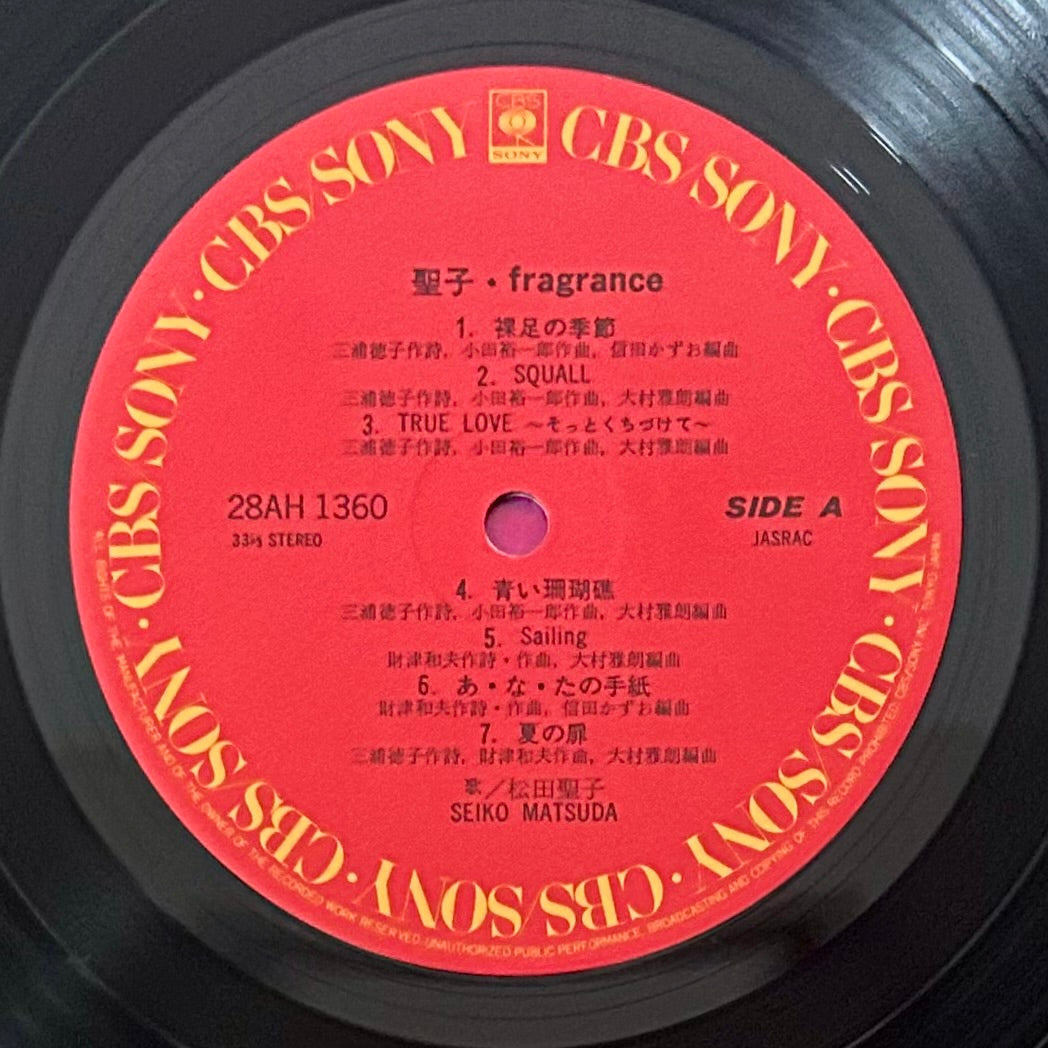 CBS/SONY · CBS/SONY · CBS/SONY · CBS/SONY · CBS/SONY · CBS/SONY · CBS/SONY · CBS/SONY
CBS
SONY
聖子・fragrance
1. 裸足の季節
三浦徳子作詩, 小田裕一郎作曲, 信田かずお編曲
2. SQUALL
三浦徳子作詩, 小田裕一郎作曲, 大村雅朗編曲
3. TRUE LOVE ～そっとくちづけて～
三浦徳子作詩, 小田裕一郎作曲, 大村雅朗編曲
28AH 1360
SIDE A
33⅓ STEREO
JASRAC
4. 青い珊瑚礁
三浦徳子作詩, 小田裕一郎作曲, 大村雅朗編曲
5. Sailing
財津和夫作詩・作曲, 大村雅朗編曲
6. あ・な・たの手紙
財津和夫作詩・作曲, 信田かずお編曲
7. 夏の扉
三浦徳子作詩, 財津和夫作曲, 大村雅朗編曲
歌／松田聖子
SEIKO MATSUDA
ALL RIGHTS OF THE MANUFACTURER AND OF THE OWNER OF THE RECORDED WORK RESERVED. UNAUTHORIZED PUBLIC PERFORMANCE, BROADCASTING AND COPYING OF THIS RECORD PROHIBITED. CBS/SONY INC. TOKYO JAPAN